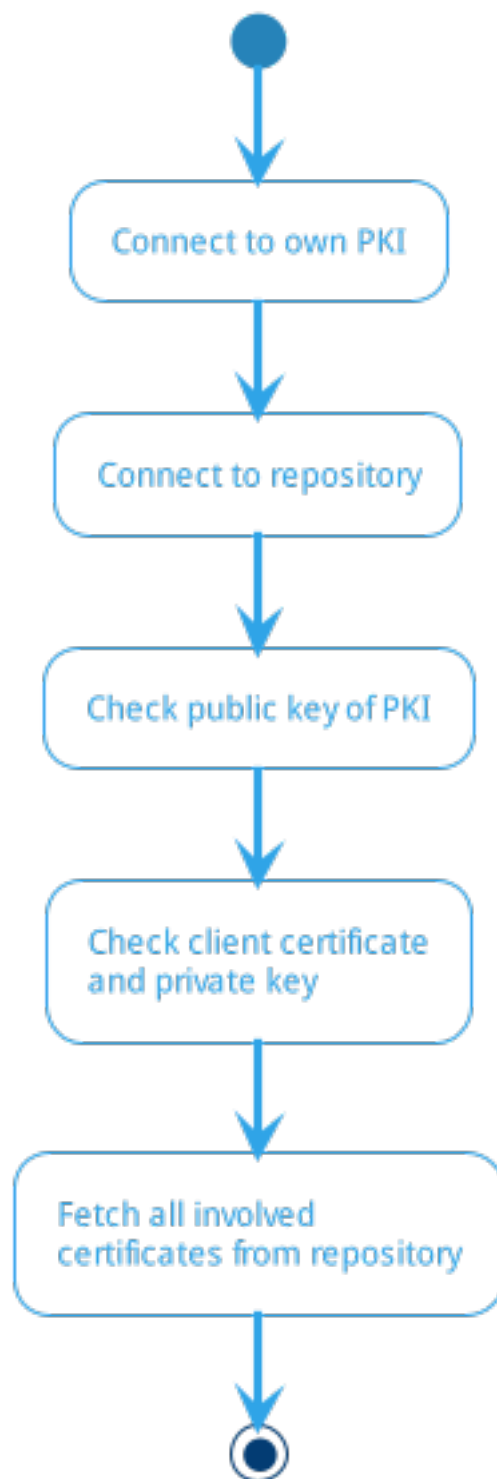 Connect to own PKI
Connect to repository
Check public key of PKI
Check client certificate
and private key
Fetch all involved
certificates from repository